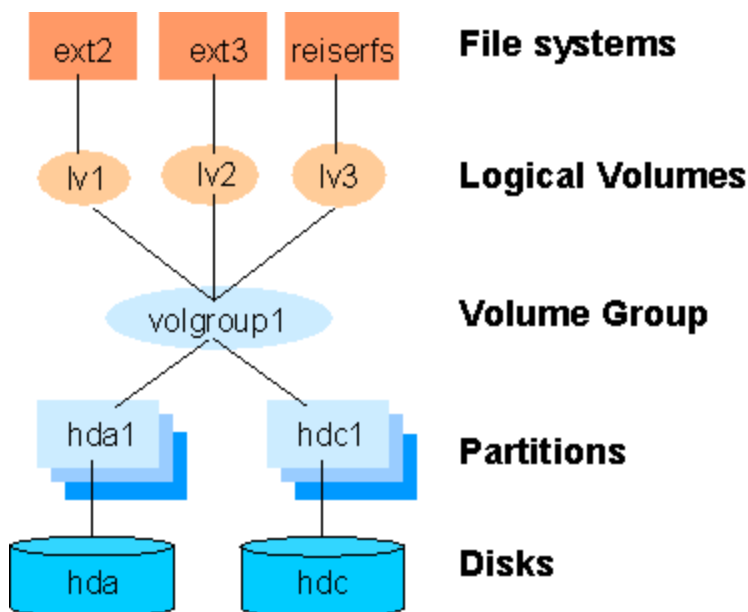 ext2 ext3 reiserfs File systems
lv1 lv2 lv3 Logical Volumes
volgroup1 Volume Group
hda1 hdc1 Partitions
hda hdc Disks